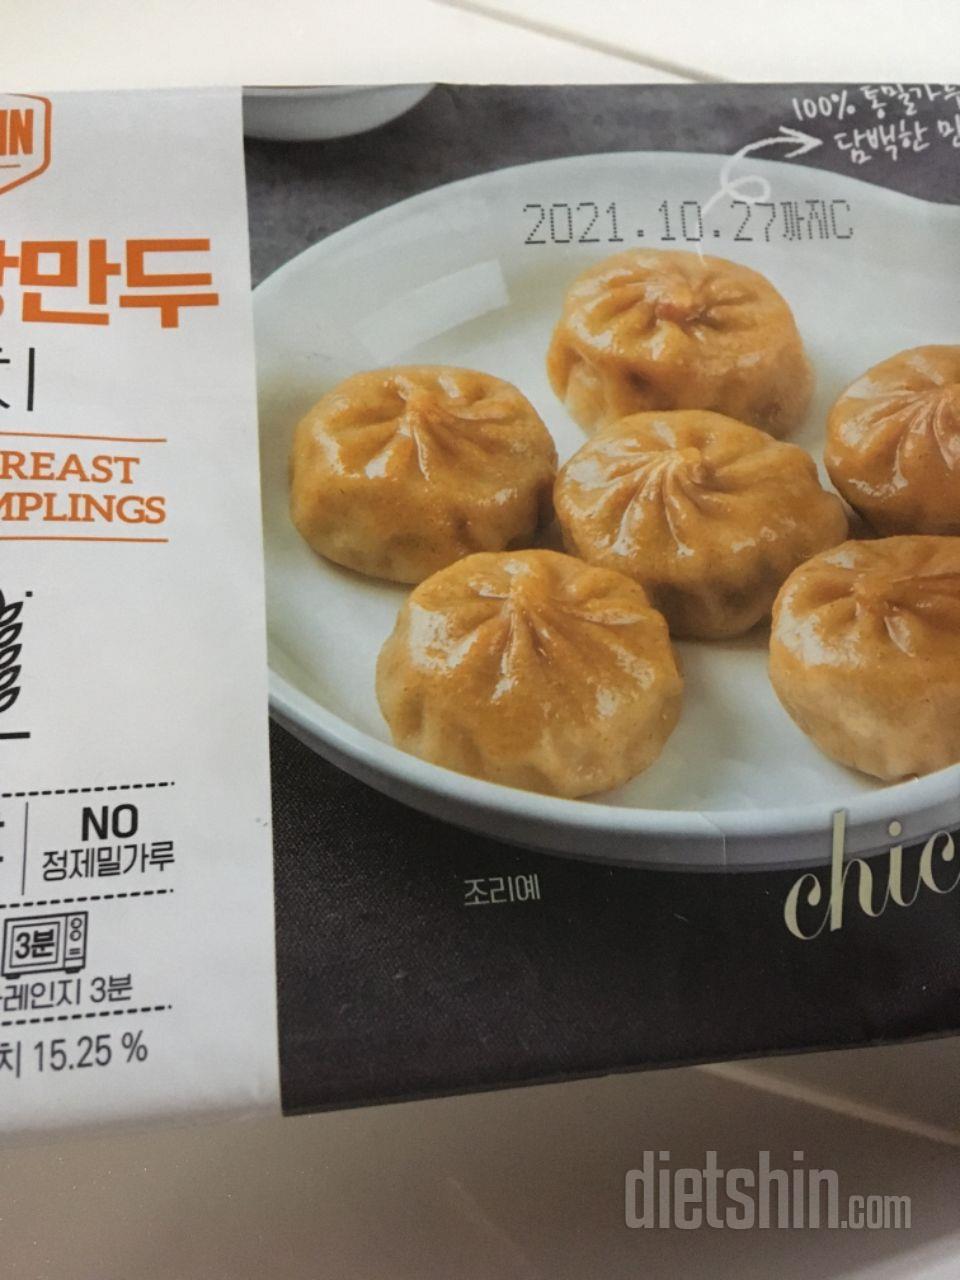 IN
100% 통밀가루
담백한
2021.10.27까지C
만두
치
REAST
MPLINGS
NO
정제밀가루
3분
레인지 3분
치 15.25 %
조리예
chic
dietshin.com